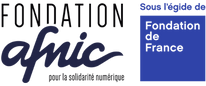 FONDATION
afnic
pour la solidarité numérique
Sous l'égide de
Fondation
de
France